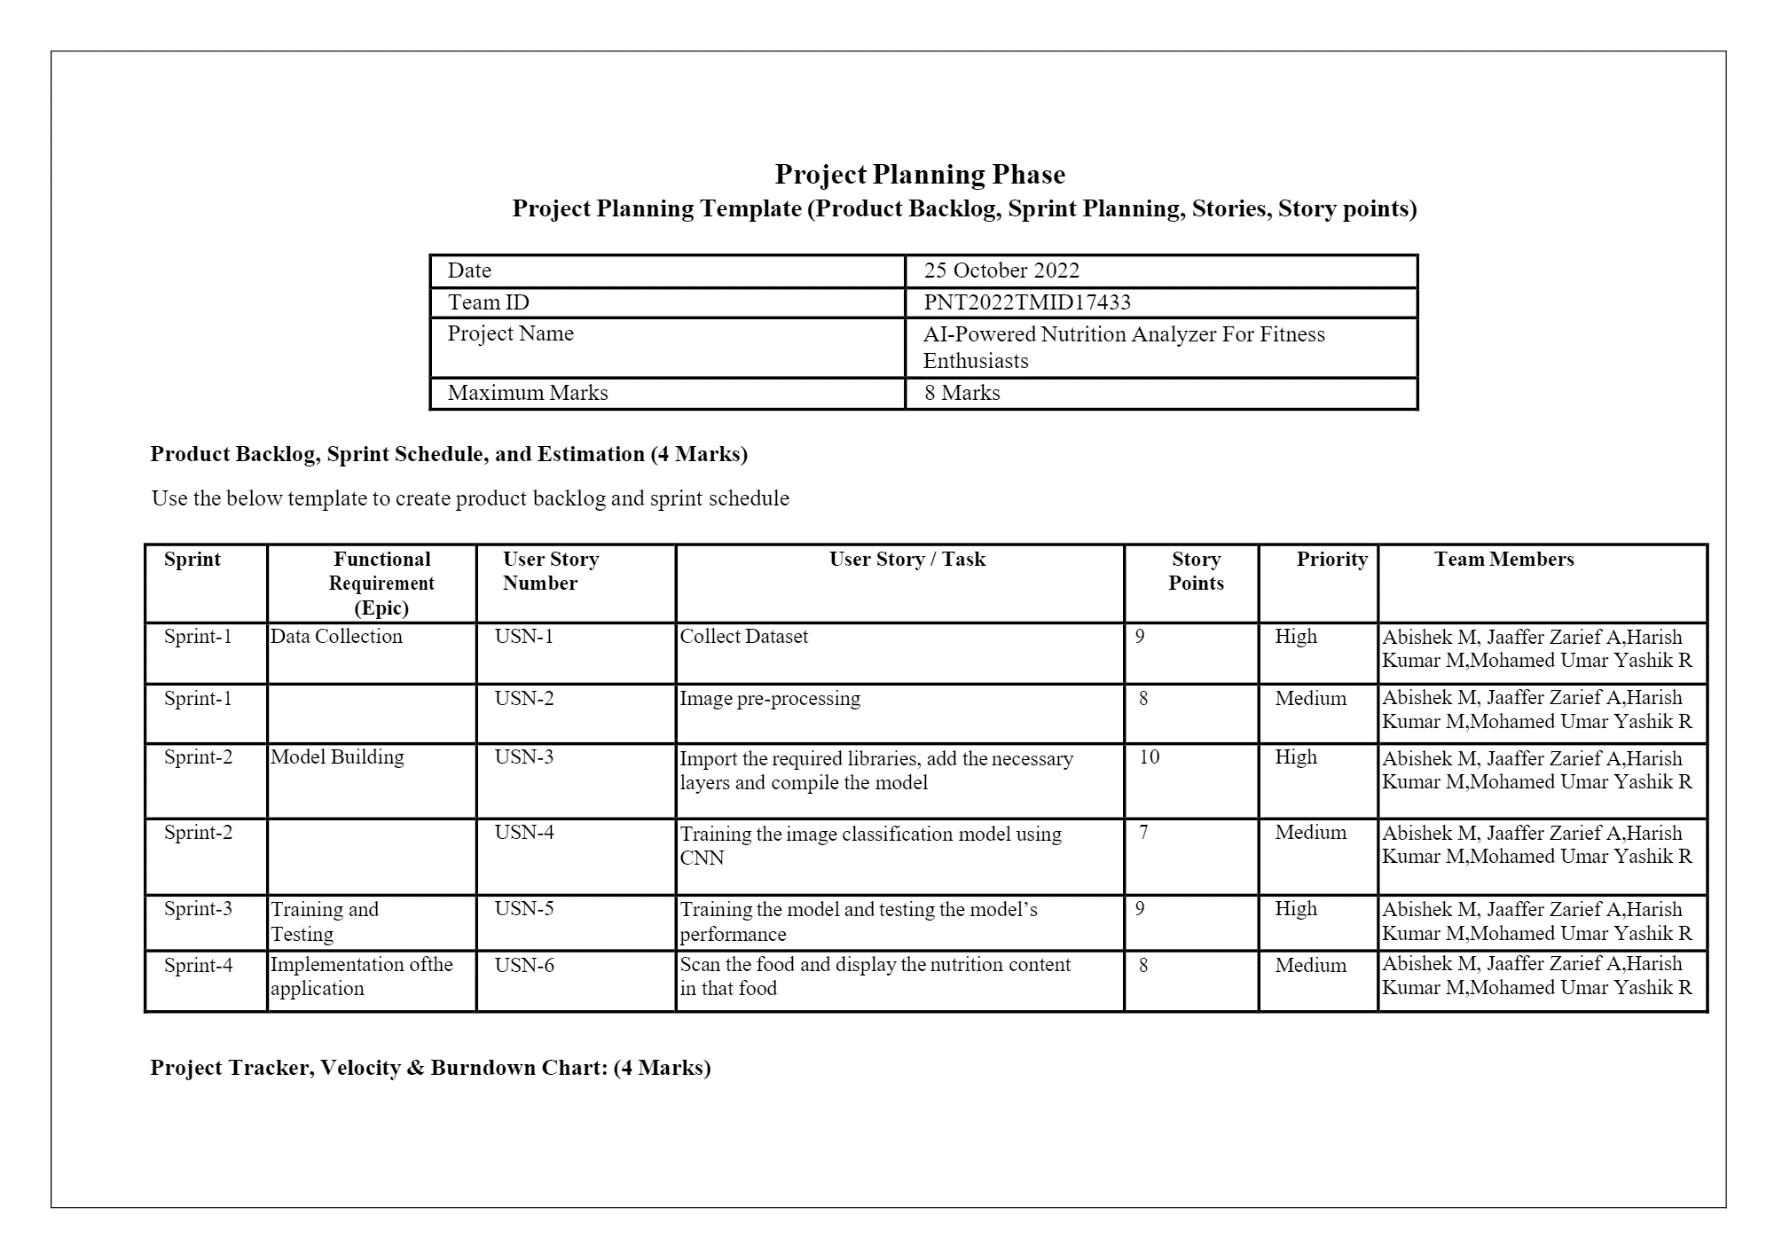 Project Planning Phase
Project Planning Template (Product Backlog, Sprint Planning, Stories, Story points)
Date 25 October 2022
Team ID PNT2022TMID17433
Project Name AI-Powered Nutrition Analyzer For Fitness
Enthusiasts
Maximum Marks 8 Marks
Product Backlog, Sprint Schedule, and Estimation (4 Marks)
Use the below template to create product backlog and sprint schedule
Sprint Functional User Story User Story / Task Story Priority Team Members
Requirement Number Points
(Epic)
Sprint-1 Data Collection USN-1 Collect Dataset 9 High Abishek M, Jaaffer Zarief A,Harish
Kumar M,Mohamed Umar Yashik R
Sprint-1 USN-2 Image pre-processing 8 Medium Abishek M, Jaaffer Zarief A,Harish
Kumar M,Mohamed Umar Yashik R
Sprint-2 Model Building USN-3 Import the required libraries, add the necessary 10 High Abishek M, Jaaffer Zarief A,Harish
layers and compile the model Kumar M,Mohamed Umar Yashik R
Sprint-2 USN-4 Training the image classification model using 7 Medium Abishek M, Jaaffer Zarief A,Harish
CNN Kumar M,Mohamed Umar Yashik R
Sprint-3 Training and USN-5 Training the model and testing the model’s 9 High Abishek M, Jaaffer Zarief A,Harish
Testing performance Kumar M,Mohamed Umar Yashik R
Sprint-4 Implementation ofthe USN-6 Scan the food and display the nutrition content 8 Medium Abishek M, Jaaffer Zarief A,Harish
application in that food Kumar M,Mohamed Umar Yashik R
Project Tracker, Velocity & Burndown Chart: (4 Marks)